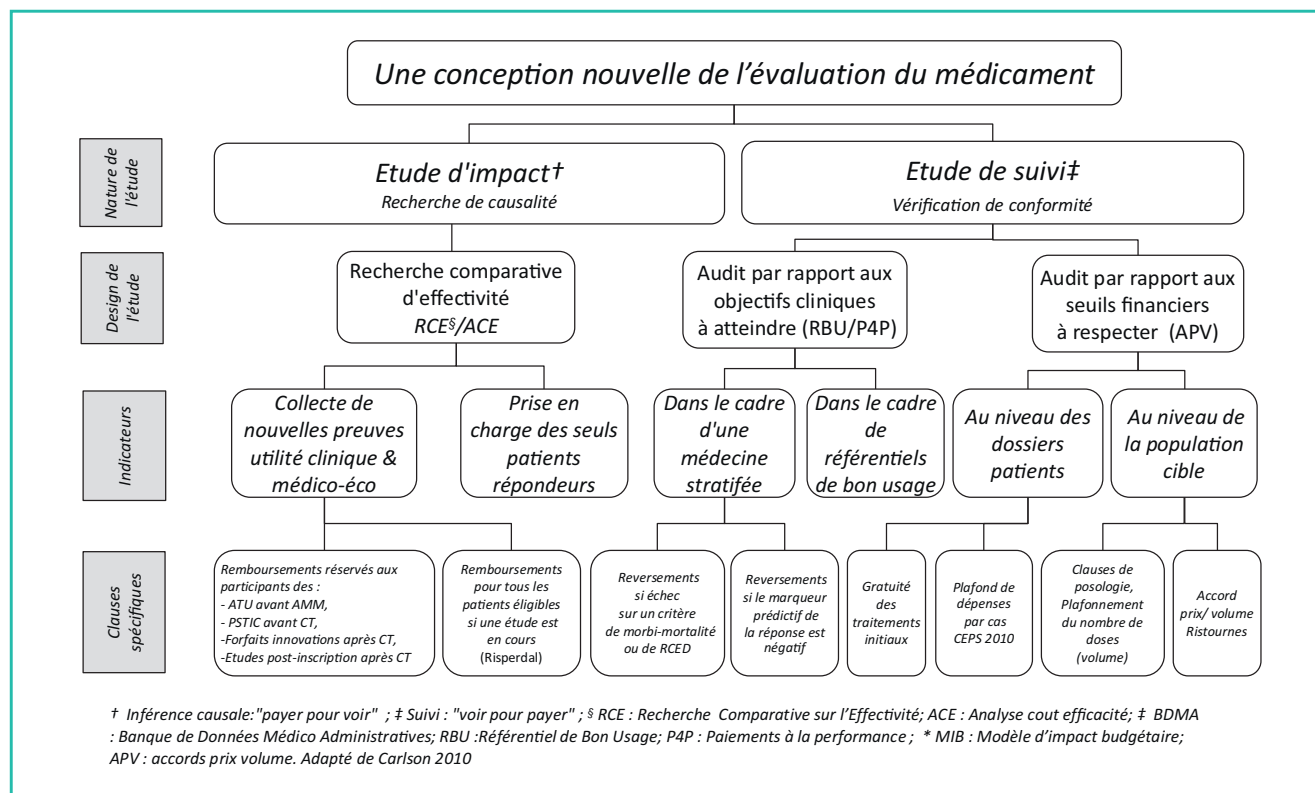 Une conception nouvelle de l'évaluation du médicament
Nature de
l'étude
Etude d'impact†
Recherche de causalité
Etude de suivi‡
Vérification de conformité
Design de
l'étude
Recherche comparative
d'effectivité
RCE§/ACE
Audit par rapport aux
objectifs cliniques
à atteindre (RBU/P4P)
Audit par rapport aux
seuils financiers
à respecter (APV)
Indicateurs
Collecte de
nouvelles preuves
utilité clinique &
médico-éco
Prise en
charge des seuls
patients
répondeurs
Dans le cadre
d'une
médecine
stratifée
Dans le cadre
de
référentiels
de bon usage
Au niveau des
dossiers
patients
Au niveau de
la population
cible
Clauses
spécifiques
Remboursements réservés aux
participants des :
- ATU avant AMM,
- PSTIC avant CT,
-Forfaits innovations après CT,
-Etudes post-inscription après CT
Remboursements
pour tous les
patients éligibles
si une étude est
en cours
(Risperdal)
Reversements
si échec
sur un critère
de morbi-mortalité
ou de RCED
Reversements
si le marqueur
prédictif de
la réponse est
négatif
Gratuité
des
traitements
initiaux
Plafond de
dépenses
par cas
CEPS 2010
Clauses de
posologie,
Plafonnement
du nombre de
doses
(volume)
Accord
prix/ volume
Ristournes
† Inférence causale:"payer pour voir" ; ‡ Suivi : "voir pour payer" ; § RCE : Recherche Comparative sur l'Effectivité; ACE : Analyse cout efficacité; ‡ BDMA
: Banque de Données Médico Administratives; RBU :Référentiel de Bon Usage; P4P : Paiements à la performance ; * MIB : Modèle d'impact budgétaire;
APV : accords prix volume. Adapté de Carlson 2010